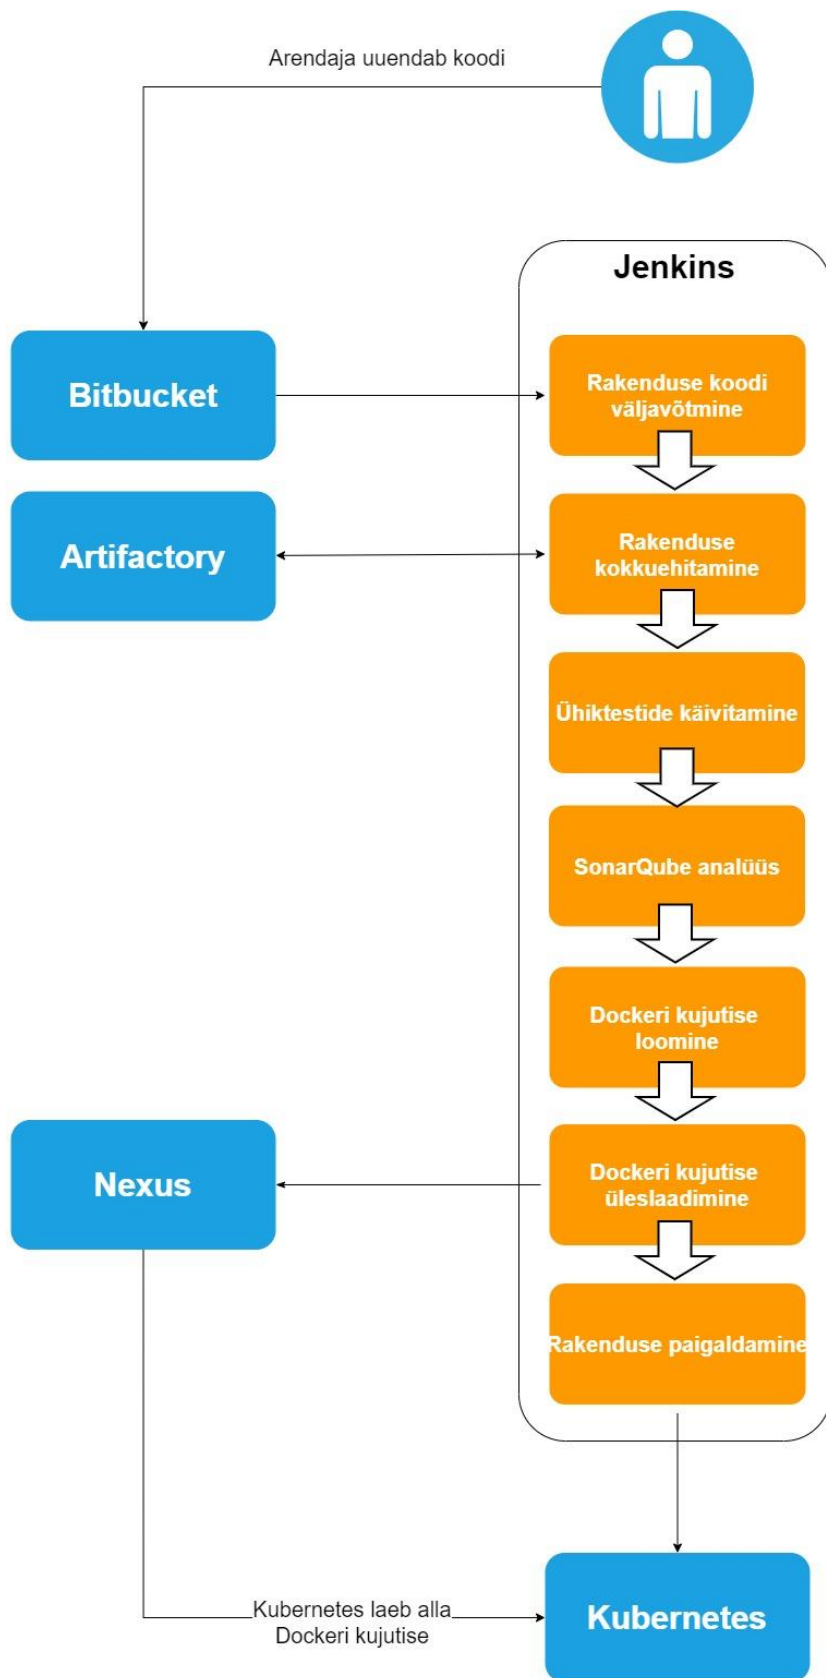 Arendaja uuendab koodi
Jenkins
Bitbucket
Rakenduse koodi
väljavõtmine
Artifactory
Rakenduse
kokkuehitamine
Ühiktestide käivitamine
SonarQube analüüs
Dockeri kujutise
loomine
Nexus
Dockeri kujutise
üleslaadimine
Rakenduse paigaldamine
Kubernetes laeb alla
Dockeri kujutise
Kubernetes